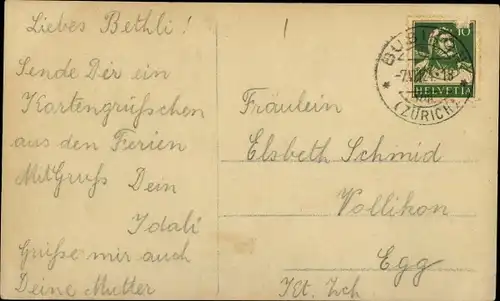 Liebes Bethli!
Sende Dir ein
Kartengrüsschen
aus den Ferien
Mit Gruss Dein
Idali
Grüsse mir auch
Deine Mutter
10
HELVETIA
(ZÜRICH)
Fräulein
Elsbeth Schmid
Vollikon
Egg
Kt. Zch